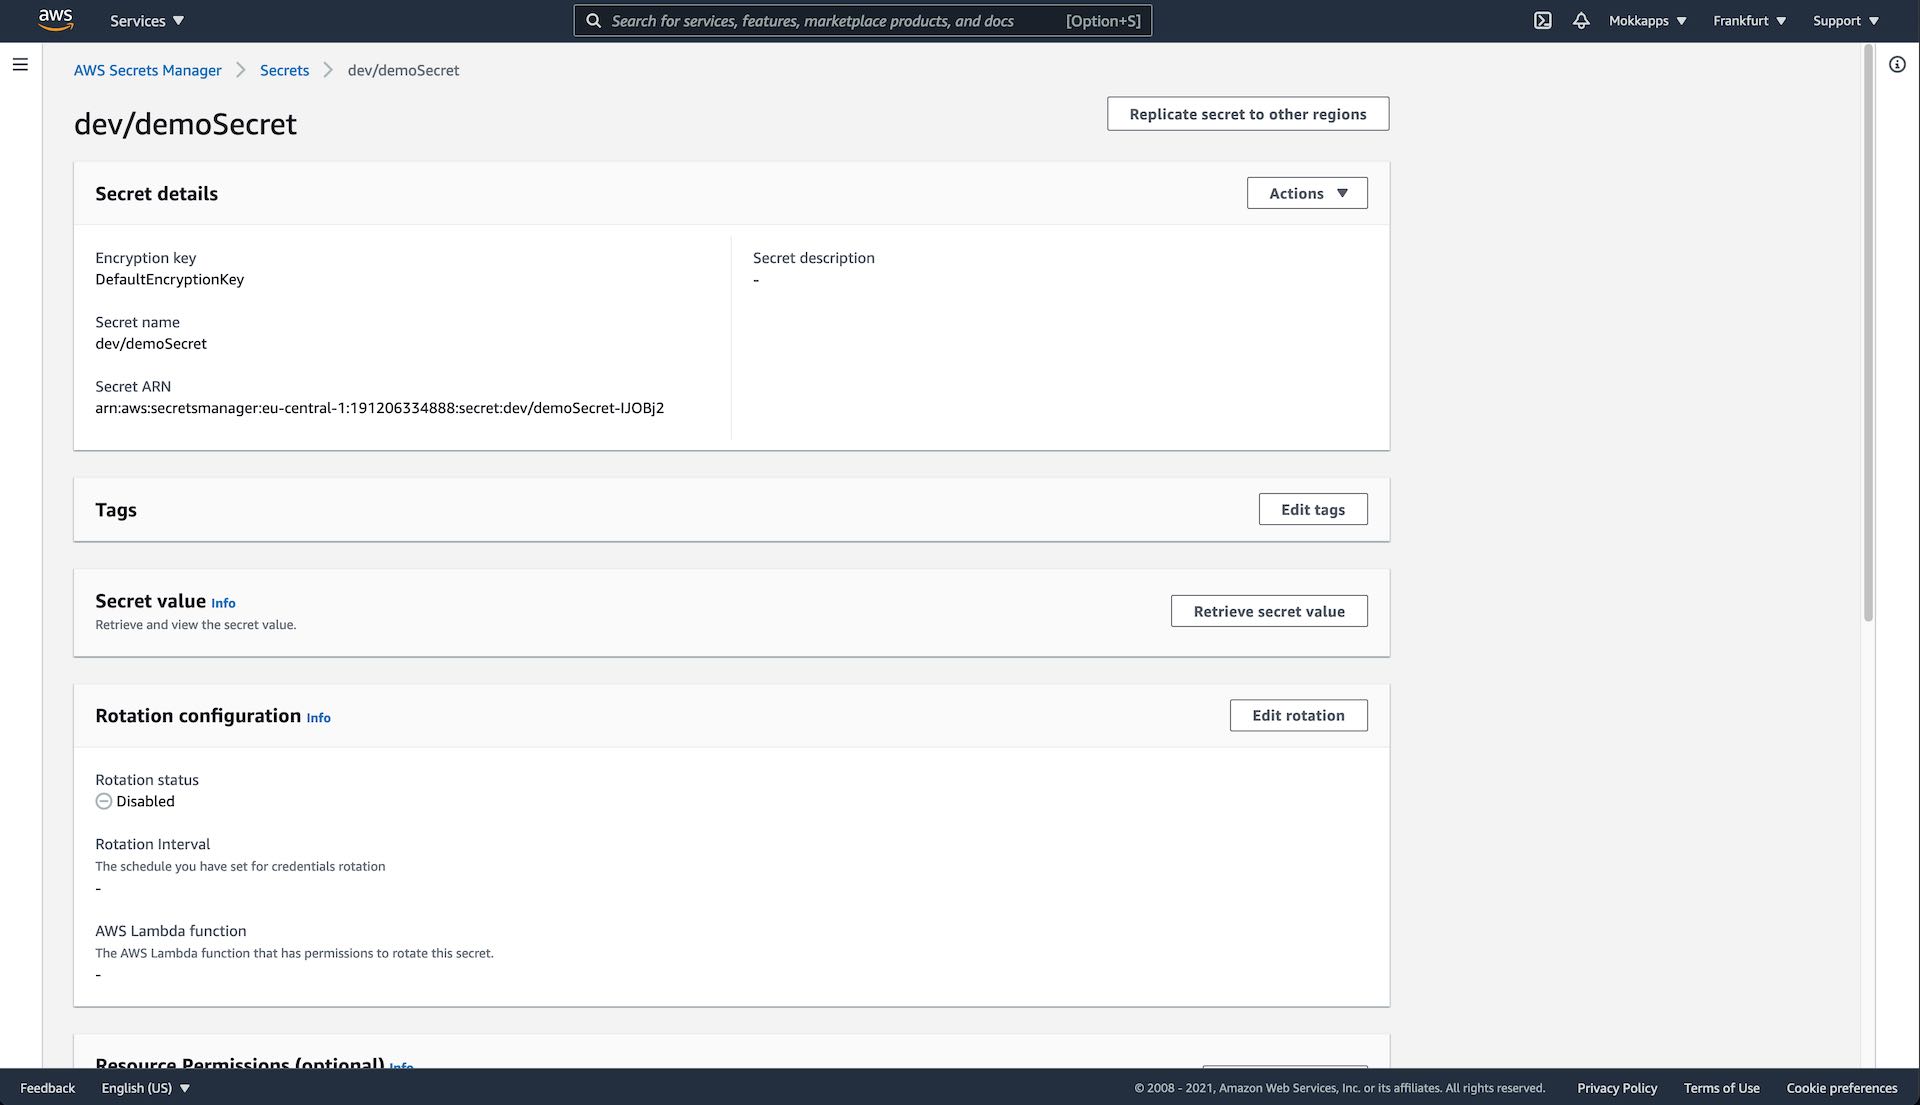 aws Services Search for services, features, marketplace products, and docs [Option+S] Mokkapps Frankfurt Support
AWS Secrets Manager Secrets dev/demoSecret
dev/demoSecret
Replicate secret to other regions
Secret details
Actions
Encryption key
DefaultEncryptionKey
Secret name
dev/demoSecret
Secret ARN
arn:aws:secretsmanager:eu-central-1:191206334888:secret:dev/demoSecret-IJOBj2
Secret description
-
Tags
Edit tags
Secret value Info
Retrieve and view the secret value.
Retrieve secret value
Rotation configuration Info
Edit rotation
Rotation status
Disabled
Rotation Interval
The schedule you have set for credentials rotation
-
AWS Lambda function
The AWS Lambda function that has permissions to rotate this secret.
-
Resource Permissions (optional) Info
Feedback English (US) © 2008 - 2021, Amazon Web Services, Inc. or its affiliates. All rights reserved. Privacy Policy Terms of Use Cookie preferences